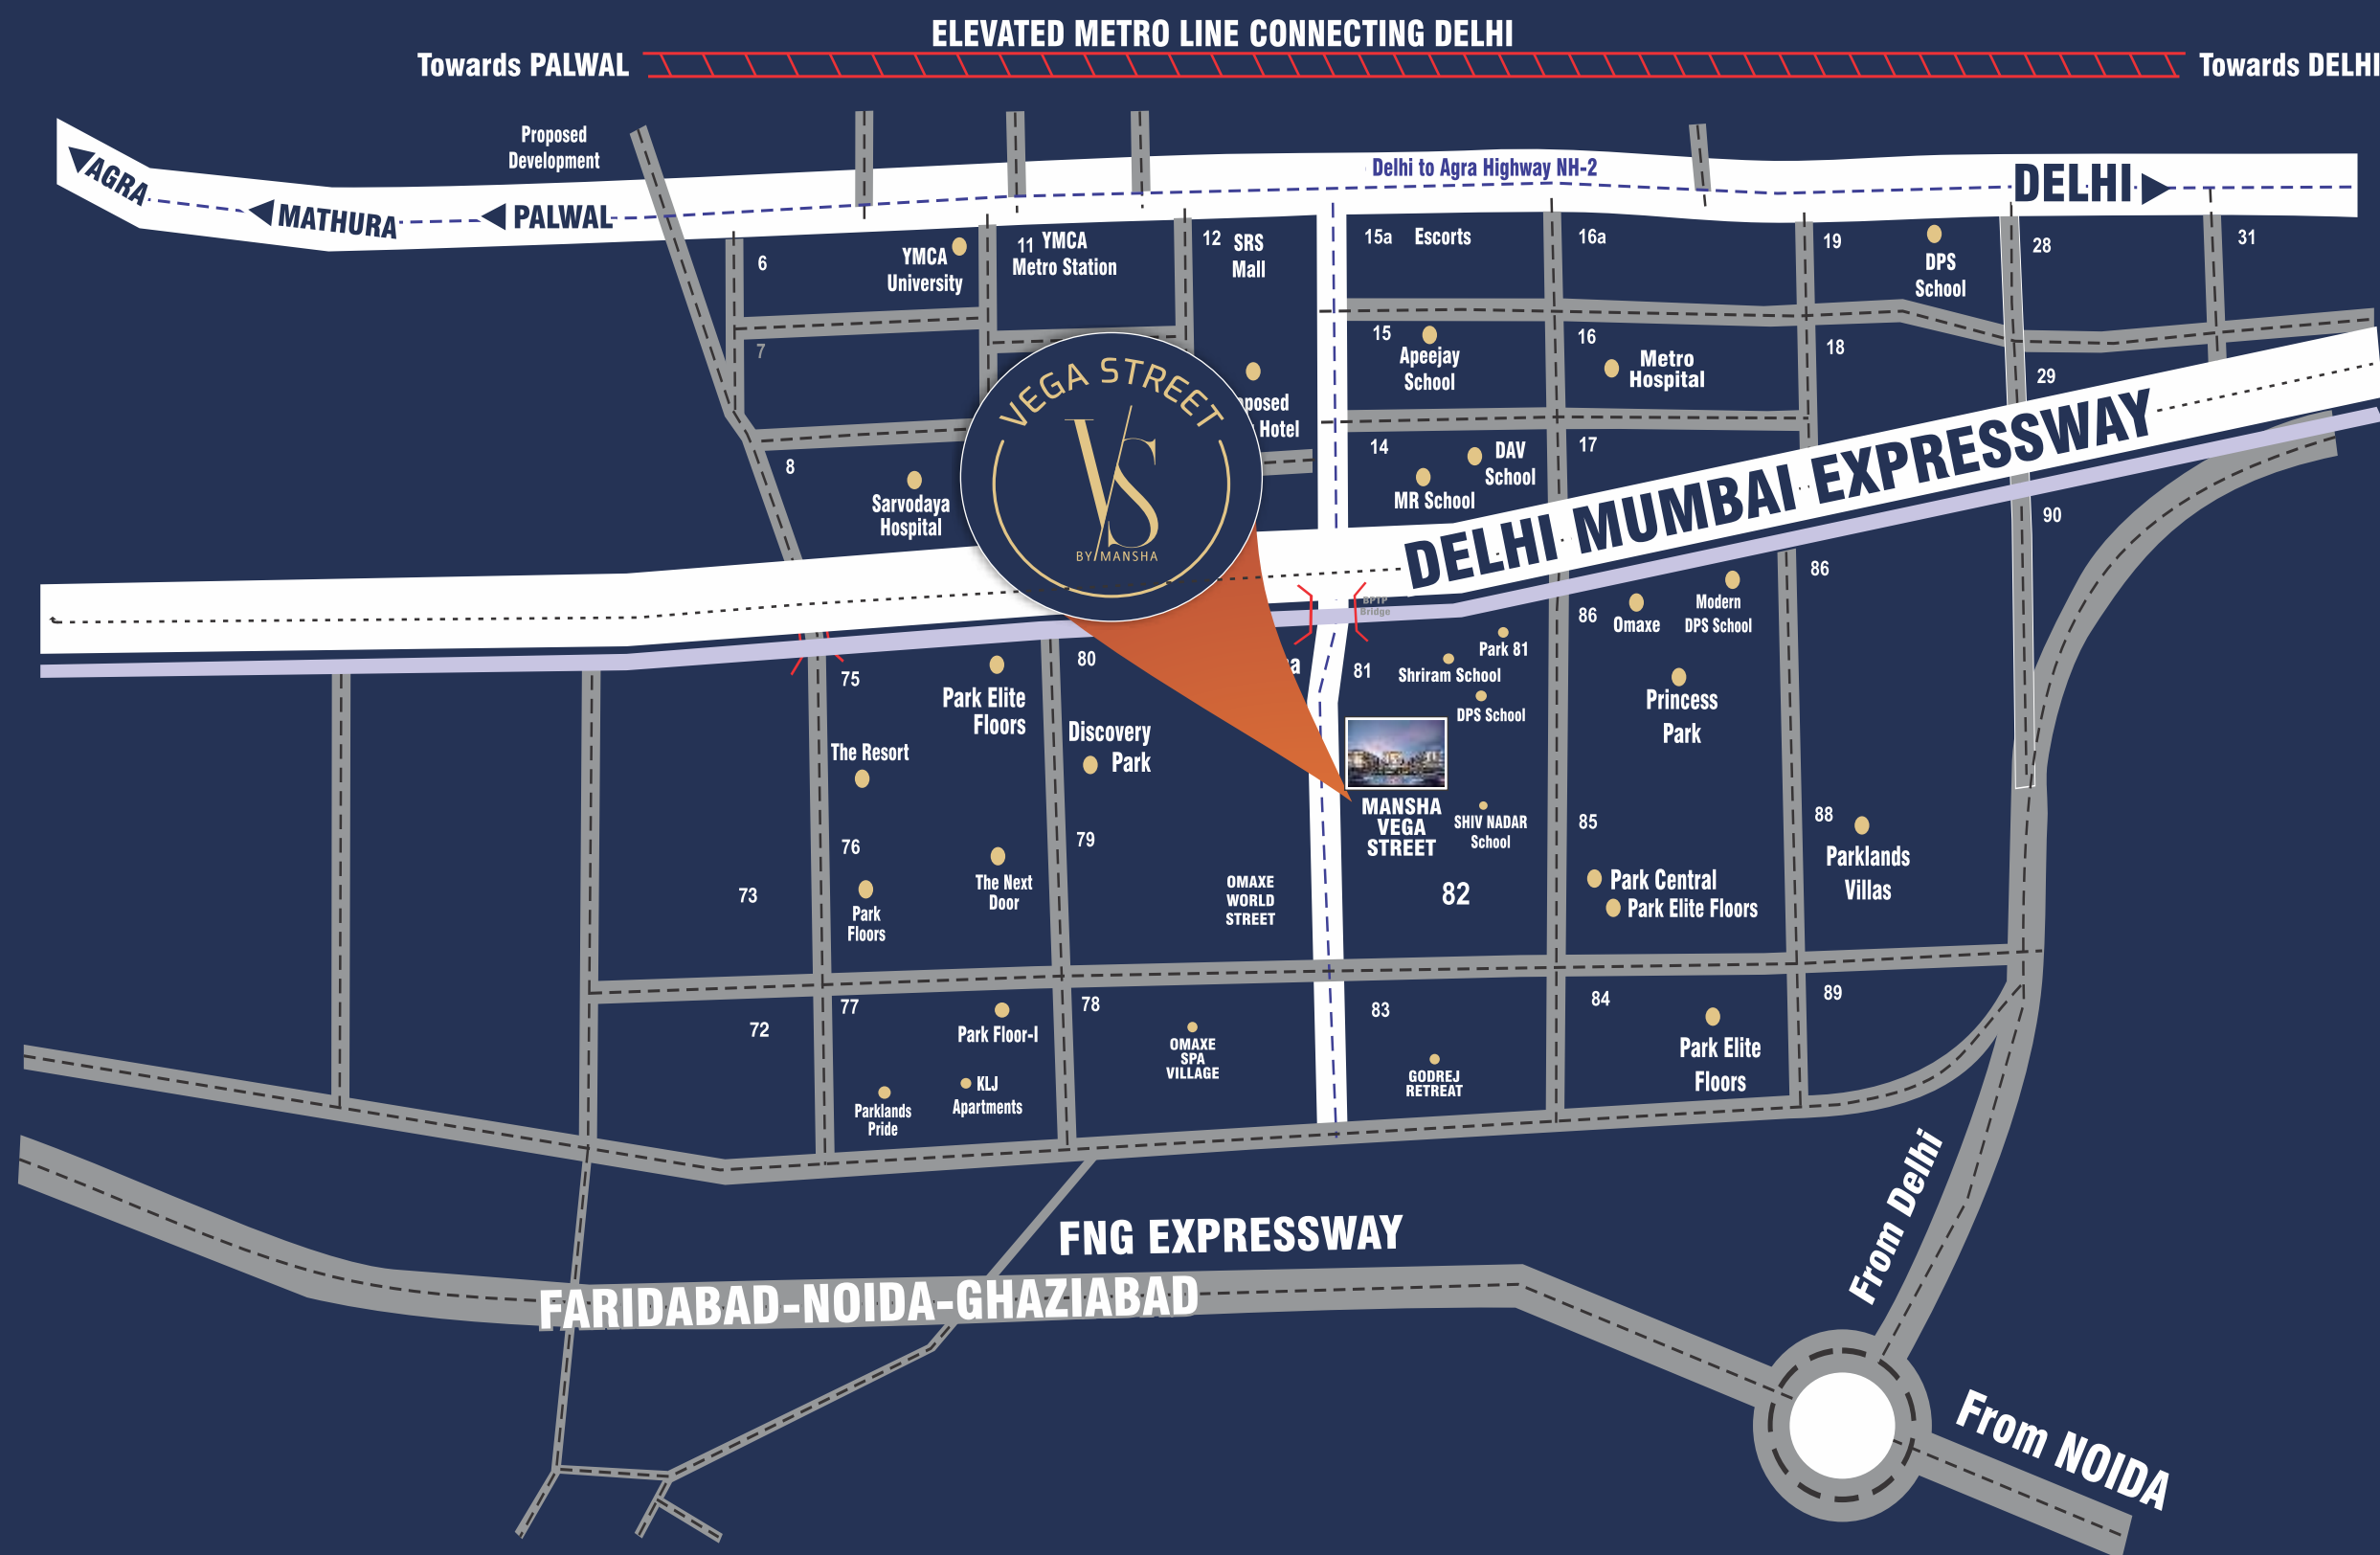 ELEVATED METRO LINE CONNECTING DELHI
Towards PALWAL
Towards DELHI
Proposed
Development
AGRA
MATHURA
PALWAL
Delhi to Agra Highway NH-2
DELHI
6
YMCA
University
11 YMCA
Metro Station
12 SRS
Mall
15a Escorts
16a
19
DPS
School
28
31
7
15
Apeejay
School
16
Metro
Hospital
18
29
Hotel
8
Sarvodaya
Hospital
14
DAV
School
MR School
17
VEGA STREET
VS
BY MANSHA
DELHI MUMBAI EXPRESSWAY
90
BPTP
Bridge
86
86
Omaxe
Modern
DPS School
75
Park Elite
Floors
80
Discovery
Park
The Resort
81
Park 81
Shriram School
DPS School
Princess
Park
MANSHA
VEGA
STREET
SHIV NADAR
School
82
76
Park
Floors
The Next
Door
73
79
OMAXE
WORLD
STREET
85
Park Central
Park Elite Floors
88
Parklands
Villas
72
77
Park Floor-I
KLJ
Apartments
Parklands
Pride
78
OMAXE
SPA
VILLAGE
83
GODREJ
RETREAT
84
Park Elite
Floors
89
FNG EXPRESSWAY
FARIDABAD-NOIDA-GHAZIABAD
From Delhi
From NOIDA